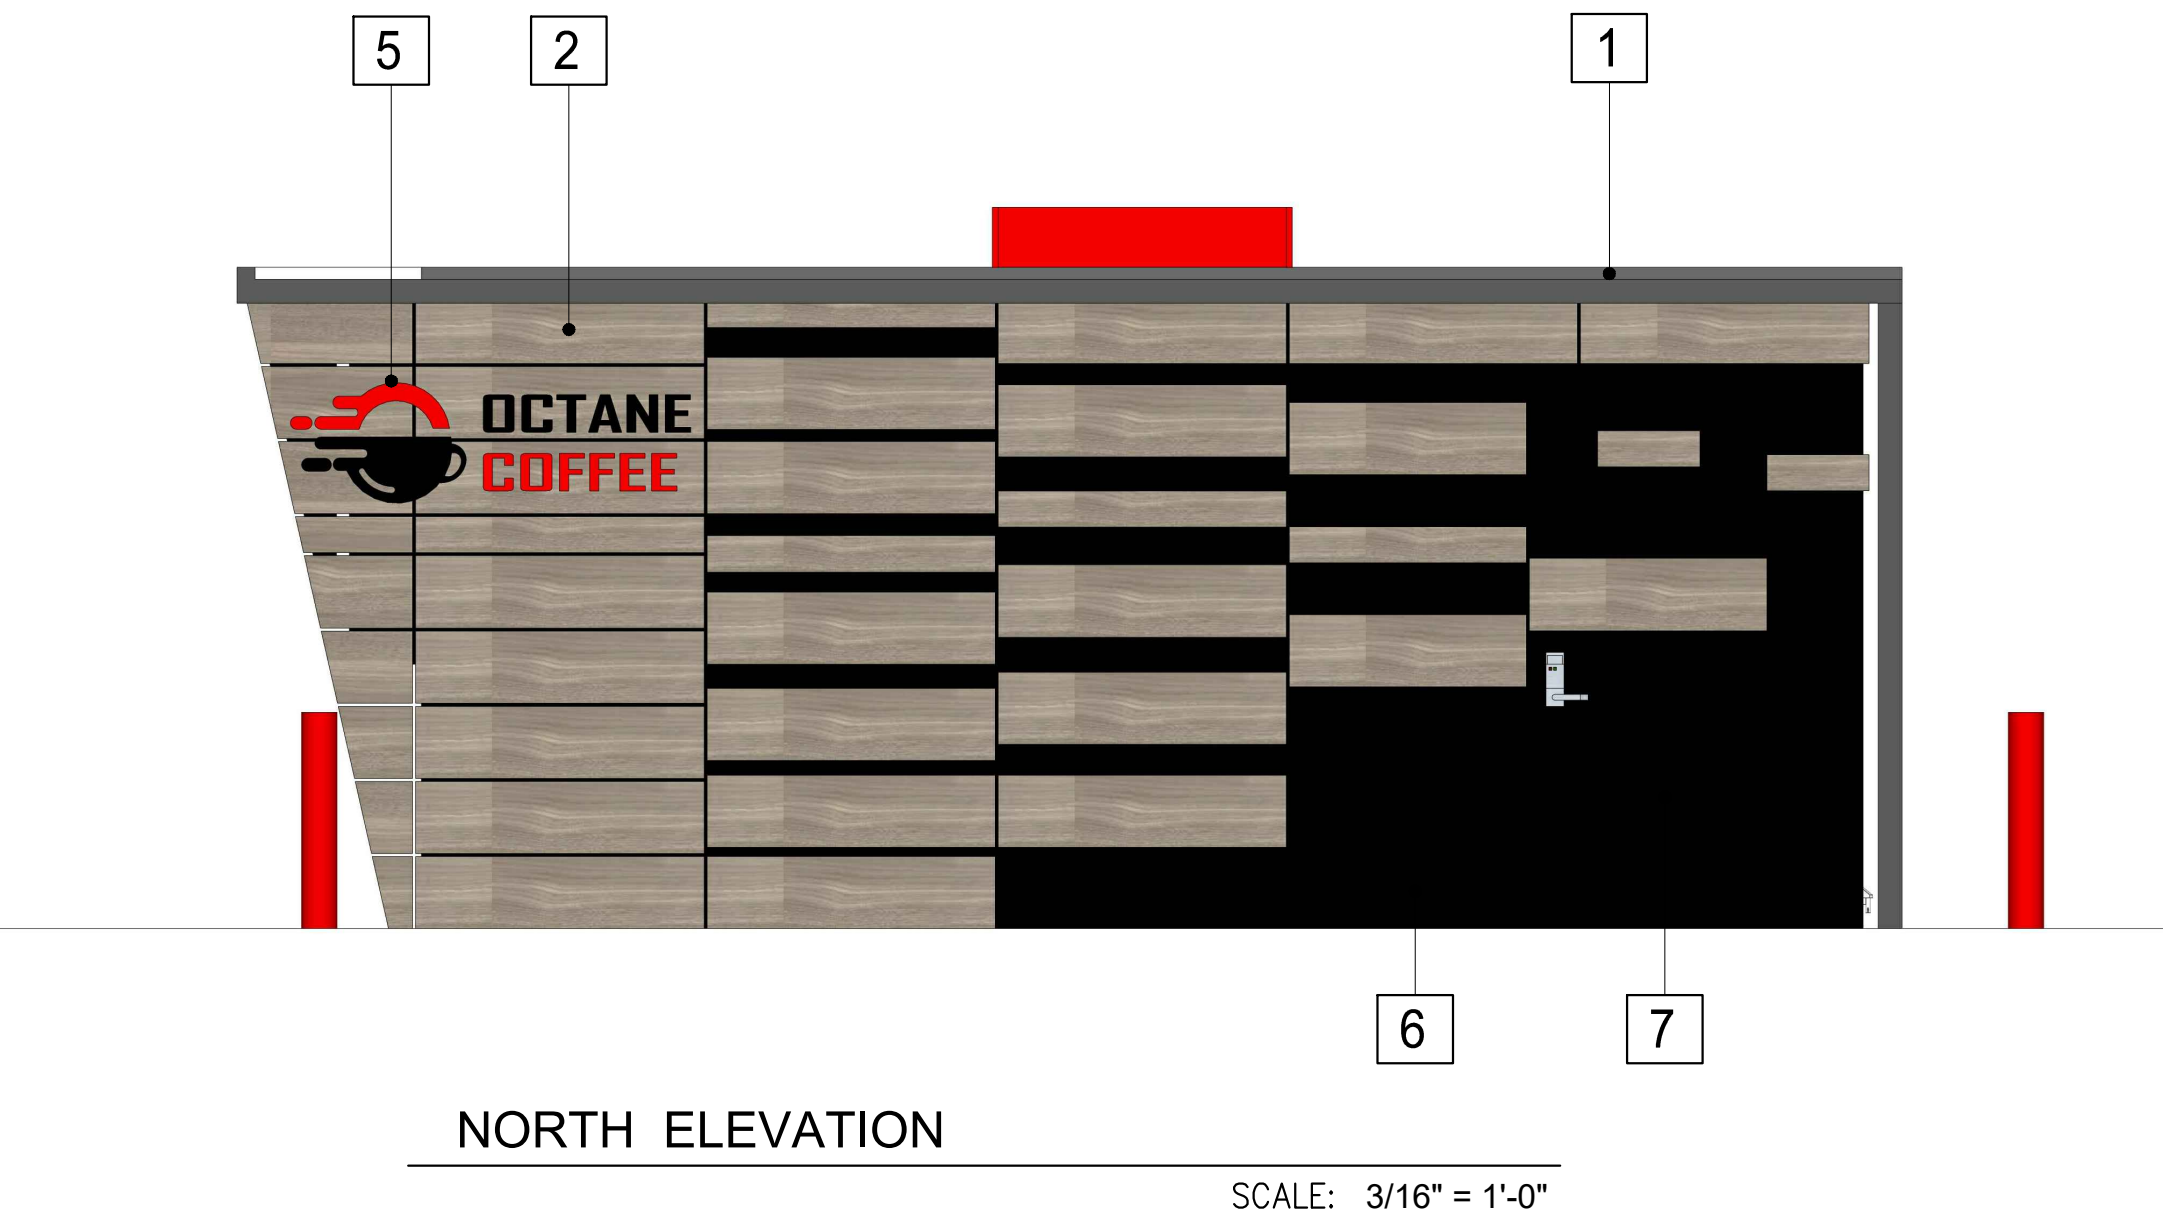 5 2 1
OCTANE
COFFEE
6 7
NORTH ELEVATION
SCALE: 3/16" = 1'-0"